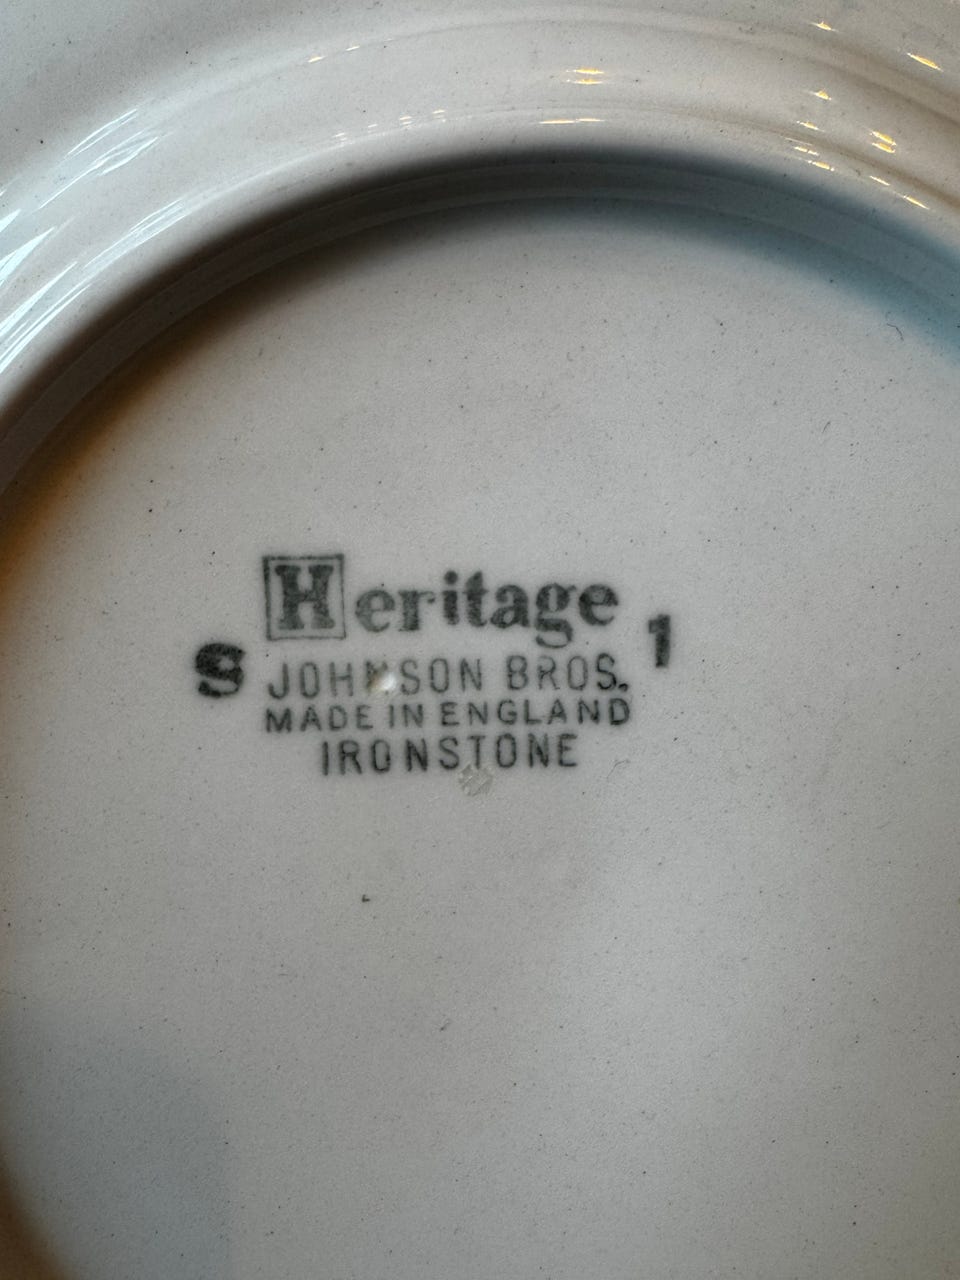 Heritage
S JOHNSON BROS. 1
MADE IN ENGLAND
IRONSTONE